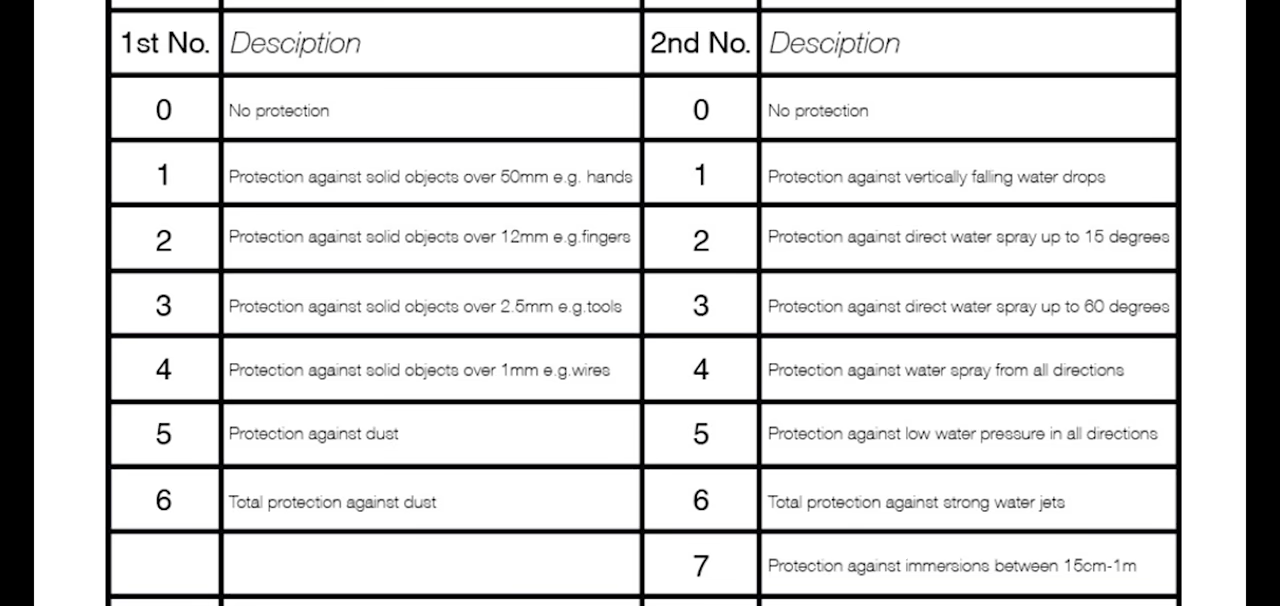 1st No. Desciption 2nd No. Desciption
0 No protection 0 No protection
1 Protection against solid objects over 50mm e.g. hands 1 Protection against vertically falling water drops
2 Protection against solid objects over 12mm e.g.fingers 2 Protection against direct water spray up to 15 degrees
3 Protection against solid objects over 2.5mm e.g.tools 3 Protection against direct water spray up to 60 degrees
4 Protection against solid objects over 1mm e.g.wires 4 Protection against water spray from all directions
5 Protection against dust 5 Protection against low water pressure in all directions
6 Total protection against dust 6 Total protection against strong water jets
7 Protection against immersions between 15cm-1m